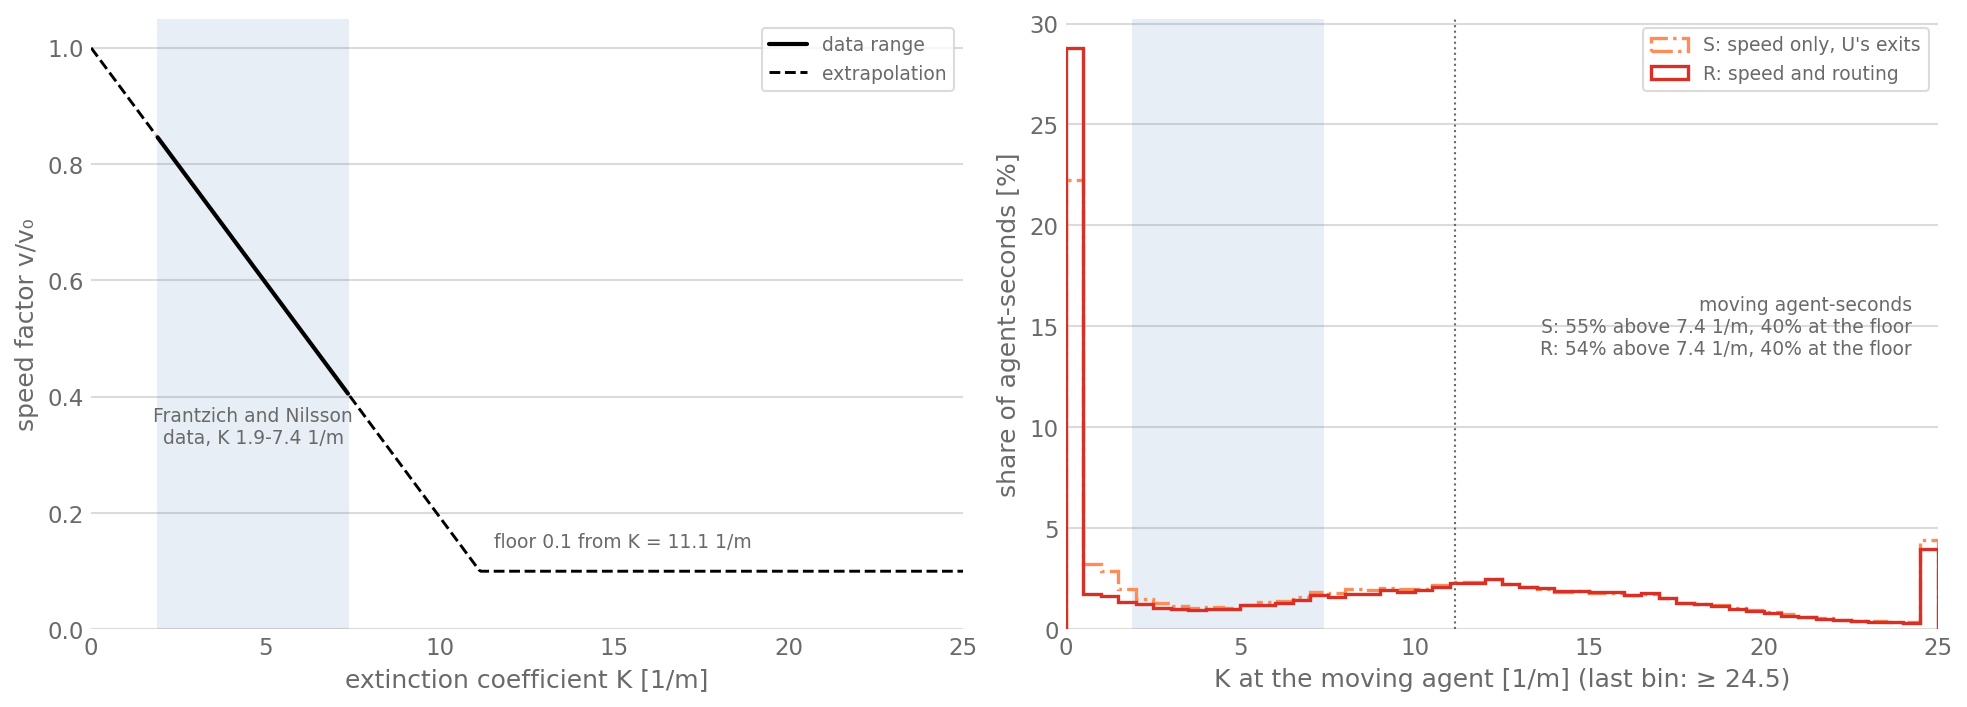 speed factor v/v₀
1.0
0.8
0.6
0.4
0.2
0.0
data range
extrapolation
Frantzich and Nilsson
data, K 1.9-7.4 1/m
floor 0.1 from K = 11.1 1/m
0
5
10
15
20
25
extinction coefficient K [1/m]
share of agent-seconds [%]
30
25
20
15
10
5
0
S: speed only, U's exits
R: speed and routing
moving agent-seconds
S: 55% above 7.4 1/m, 40% at the floor
R: 54% above 7.4 1/m, 40% at the floor
0
5
10
15
20
25
K at the moving agent [1/m] (last bin: ≥ 24.5)